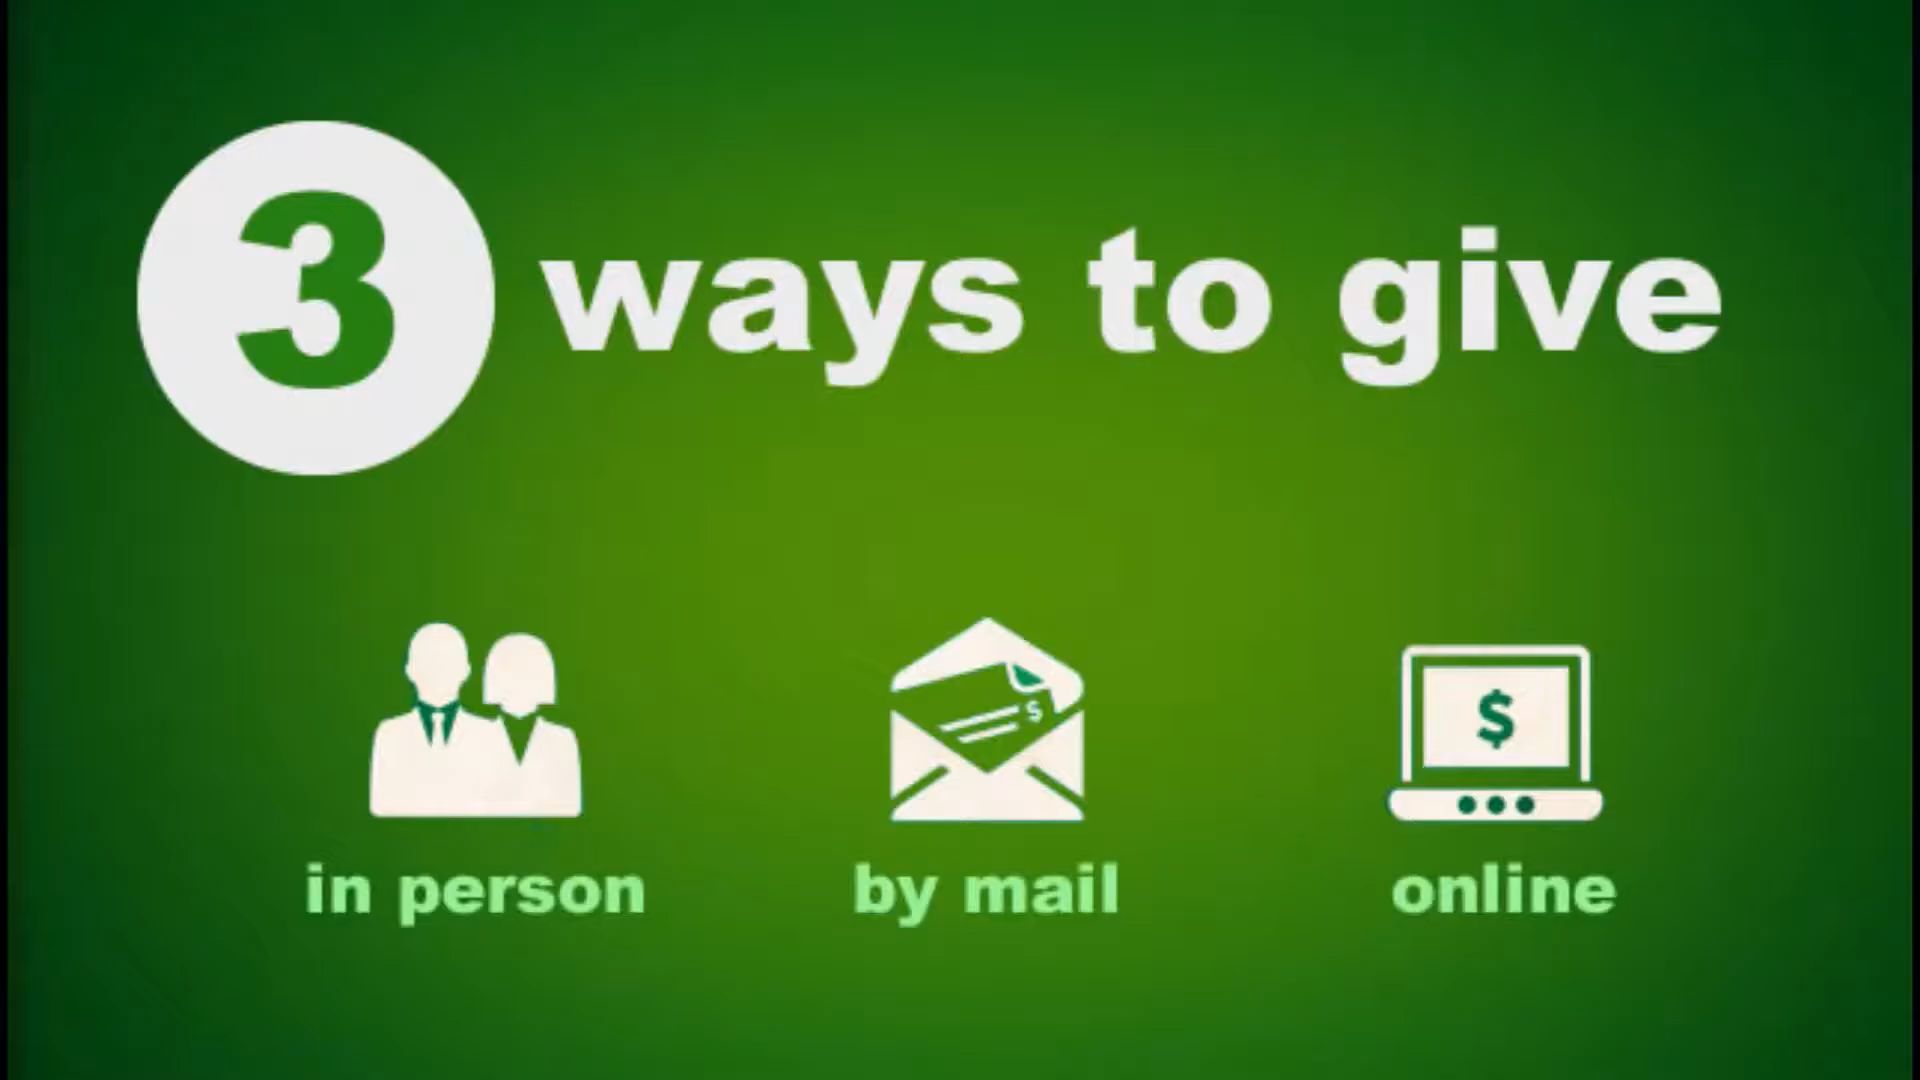 3 ways to give
$
$
in person
by mail
online